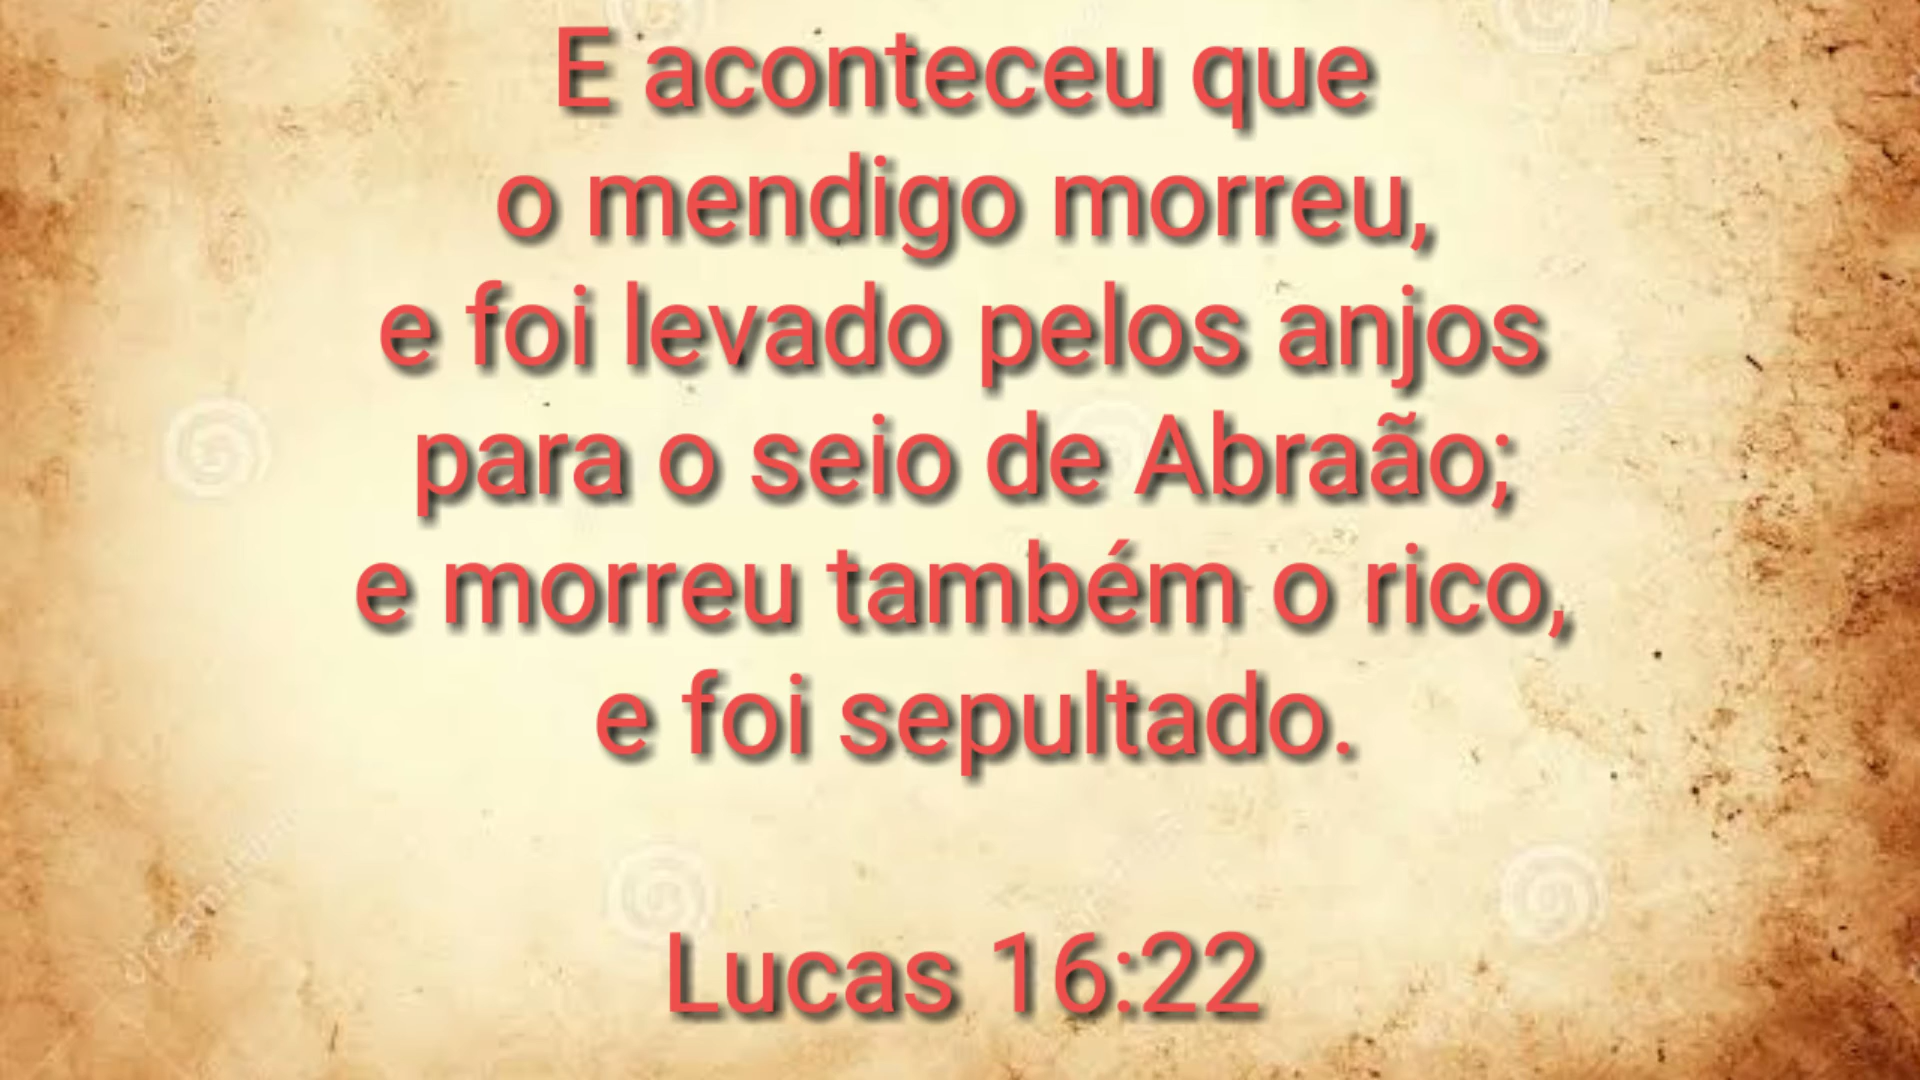 E aconteceu que
o mendigo morreu,
e foi levado pelos anjos
para o seio de Abraão;
e morreu também o rico,
e foi sepultado.
Lucas 16:22